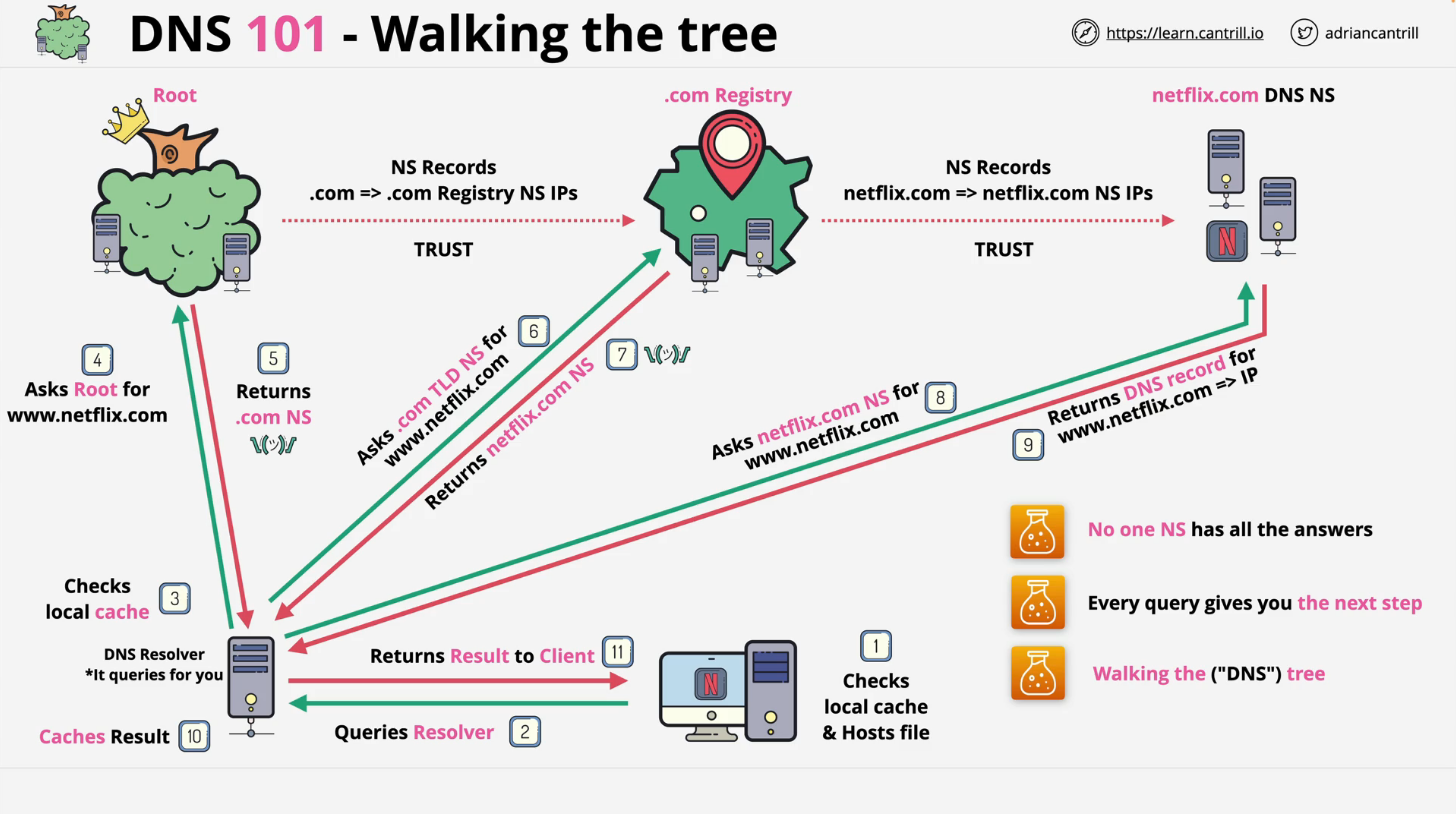 DNS 101 - Walking the tree
https://learn.cantrill.io
adriancantrill
Root
.com Registry
netflix.com DNS NS
NS Records
.com => .com Registry NS IPs
TRUST
NS Records
netflix.com => netflix.com NS IPs
TRUST
N
4
Asks Root for
www.netflix.com
5
Returns
.com NS
\(ツ)/
Asks .com TLD NS for
www.netflix.com
6
Returns netflix.com NS
7
\(ツ)/
Asks netflix.com NS for
www.netflix.com
8
Returns DNS record for
www.netflix.com => IP
9
No one NS has all the answers
Every query gives you the next step
Walking the ("DNS") tree
Checks
local cache
3
DNS Resolver
*It queries for you
Caches Result
10
Returns Result to Client
11
Queries Resolver
2
N
1
Checks
local cache
& Hosts file